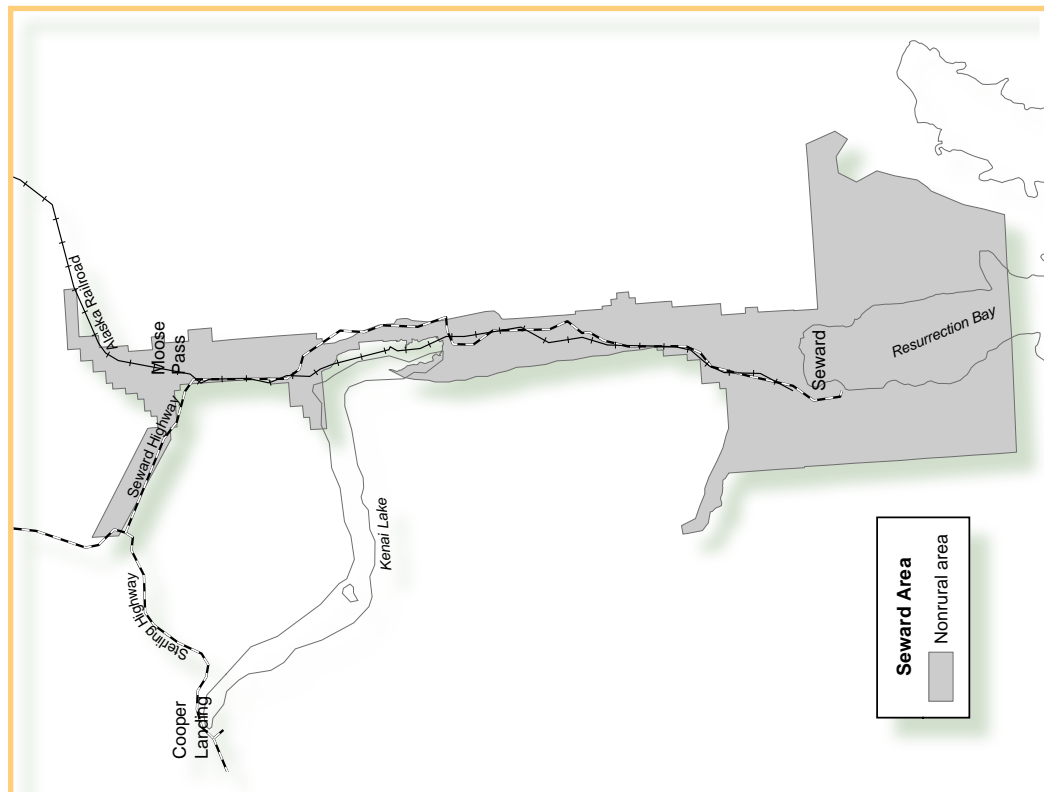 Alaska Railroad
Moose
Pass
Seward Highway
Sterling Highway
Cooper
Landing
Kenai Lake
Seward
Resurrection Bay
Seward Area
Nonrural area